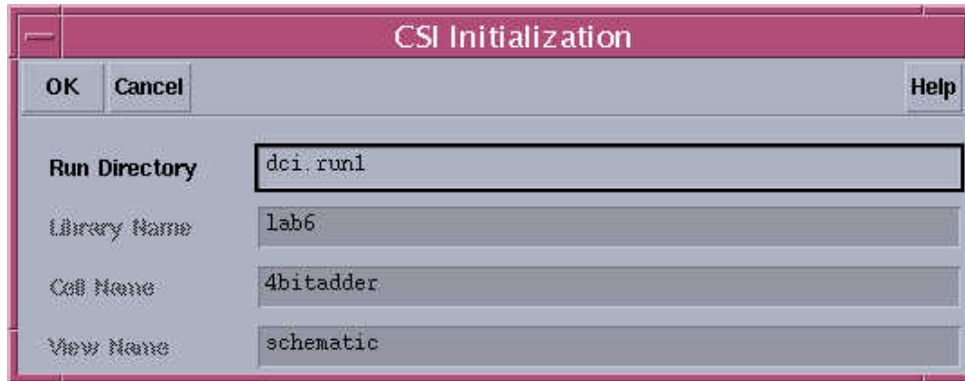 CSI Initialization
OK Cancel Help
Run Directory dci.run1
Library Name lab6
Cell Name 4bitadder
View Name schematic